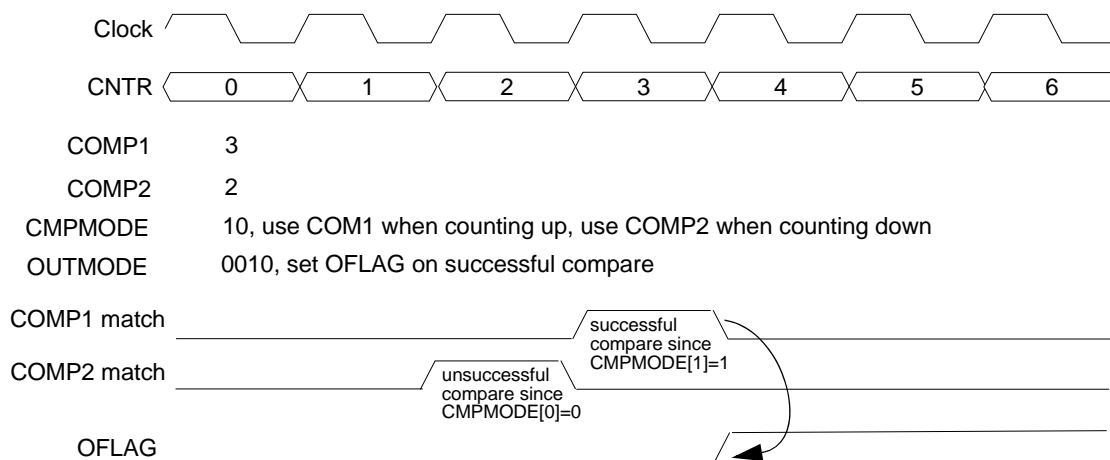 Clock
CNTR 0 1 2 3 4 5 6
COMP1 3
COMP2 2
CMPMODE 10, use COM1 when counting up, use COMP2 when counting down
OUTMODE 0010, set OFLAG on successful compare
COMP1 match
successful
compare since
CMPMODE[1]=1
COMP2 match
unsuccessful
compare since
CMPMODE[0]=0
OFLAG